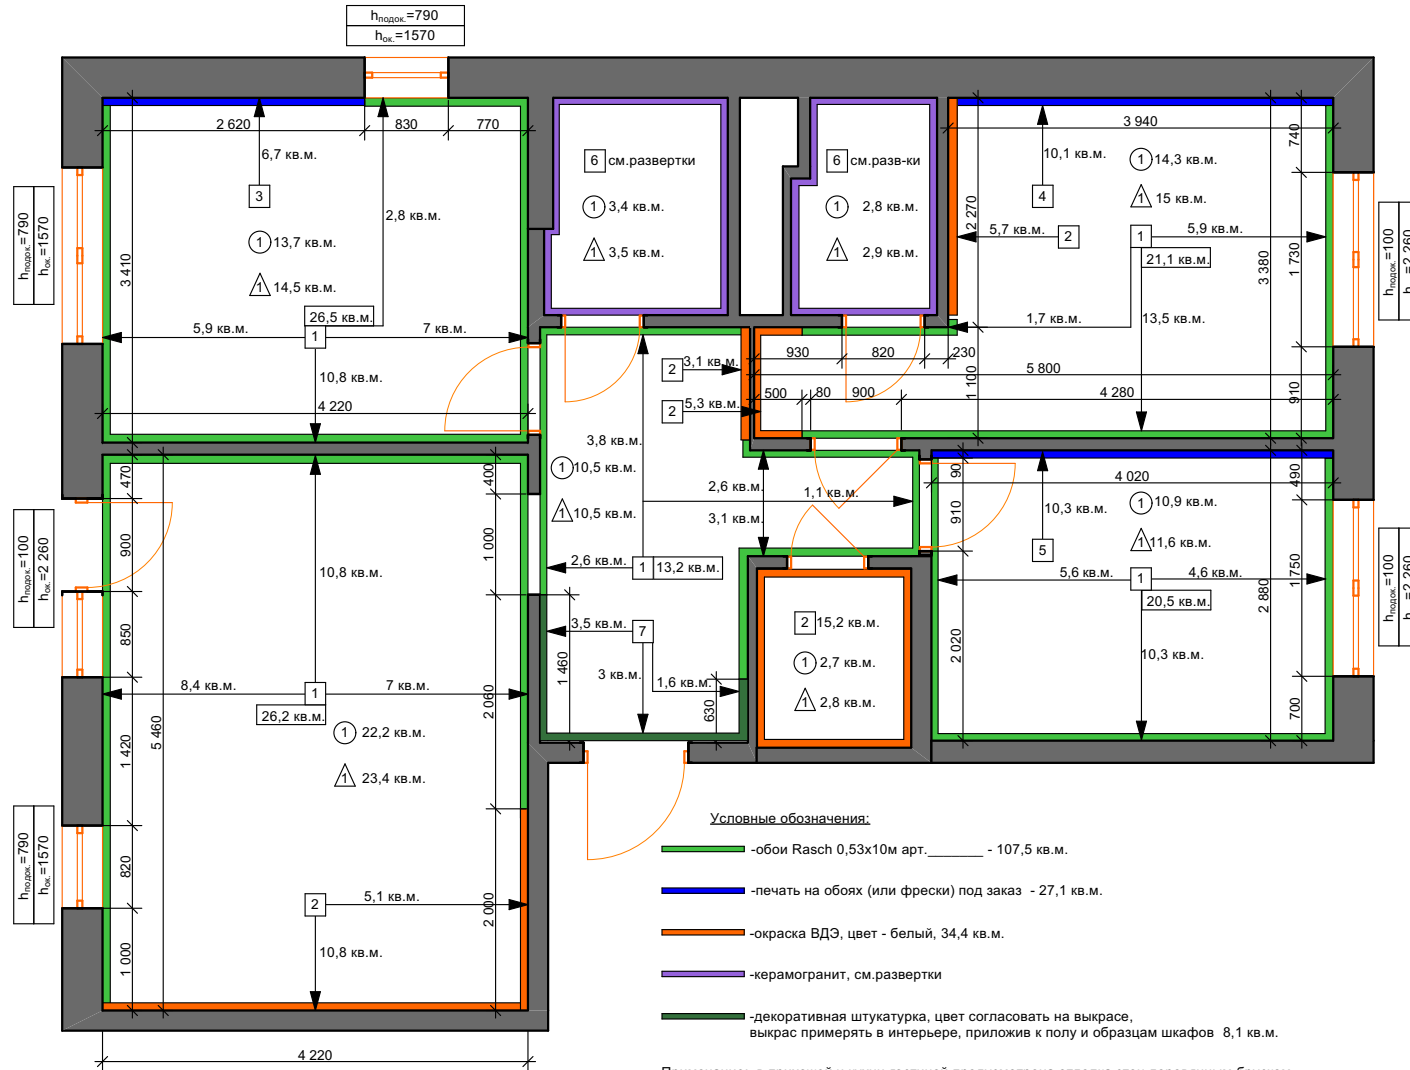 hподок.=790
hок.=1570
2 620
830
770
6,7 кв.м.
3
2,8 кв.м.
1 13,7 кв.м.
1 14,5 кв.м.
26,5 кв.м.
5,9 кв.м.
1
7 кв.м.
10,8 кв.м.
3 410
4 220
hподок.=790
hок.=1570
6 см.развертки
1 3,4 кв.м.
1 3,5 кв.м.
6 см.разв-ки
1 2,8 кв.м.
1 2,9 кв.м.
3 940
10,1 кв.м.
4
1 14,3 кв.м.
1 15 кв.м.
2 270
5,7 кв.м.
2
1
5,9 кв.м.
21,1 кв.м.
1,7 кв.м.
13,5 кв.м.
740
1 730
3 380
910
hподок.=100
=2 260
930
820
230
5 800
500
80
900
4 280
1 100
2
3,1 кв.м.
2
5,3 кв.м.
3,8 кв.м.
1 10,5 кв.м.
1 10,5 кв.м.
2,6 кв.м.
1,1 кв.м.
3,1 кв.м.
2,6 кв.м.
1 13,2 кв.м.
3,5 кв.м.
7
3 кв.м.
1,6 кв.м.
1 460
630
90
910
4 020
10,3 кв.м.
5
1 10,9 кв.м.
1 11,6 кв.м.
5,6 кв.м.
1
4,6 кв.м.
20,5 кв.м.
10,3 кв.м.
2 020
2 880
490
1 750
700
hподок.=100
=2 260
2 15,2 кв.м.
1 2,7 кв.м.
1 2,8 кв.м.
470
900
850
1 420
820
1 000
5 460
400
1 000
2 060
2 000
10,8 кв.м.
8,4 кв.м.
1
7 кв.м.
26,2 кв.м.
1 22,2 кв.м.
1 23,4 кв.м.
2
5,1 кв.м.
10,8 кв.м.
4 220
hподок.=100
hок.=2 260
hподок.=790
hок.=1570
Условные обозначения:
-обои Rasch 0,53х10м арт._______ - 107,5 кв.м.
-печать на обоях (или фрески) под заказ - 27,1 кв.м.
-окраска ВДЭ, цвет - белый, 34,4 кв.м.
-керамогранит, см.развертки
-декоративная штукатурка, цвет согласовать на выкрасе,
выкрас примерять в интерьере, приложив к полу и образцам шкафов 8,1 кв.м.